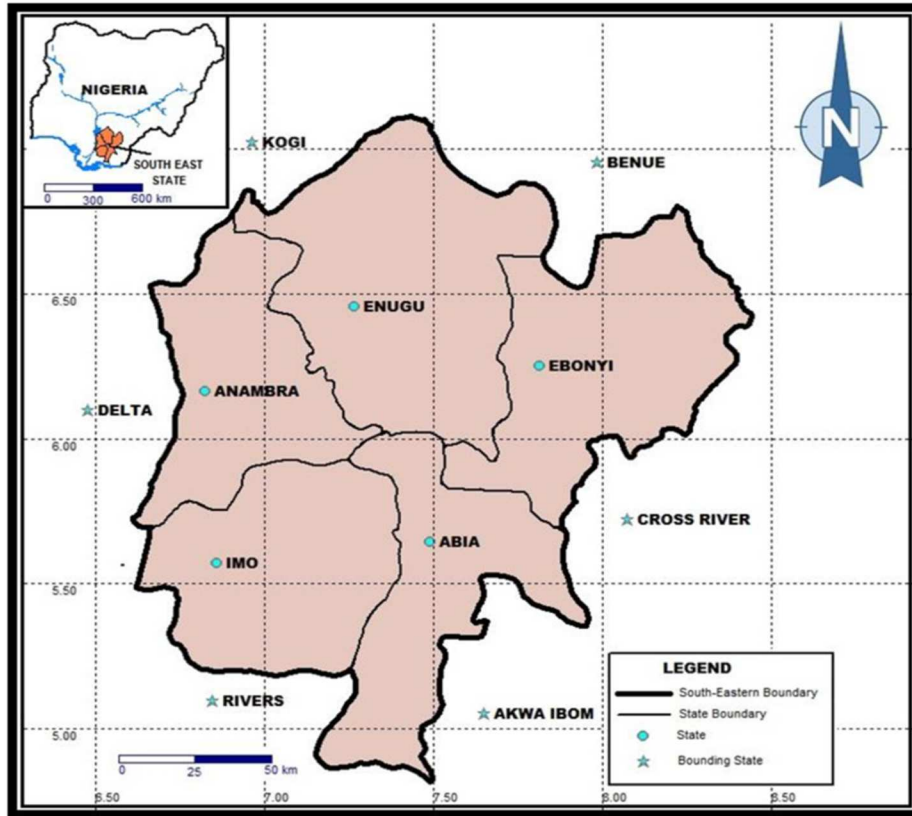 NIGERIA
SOUTH EAST
STATE
0 300 600 km
N
KOGI
BENUE
6.50
ENUGU
EBONYI
ANAMBRA
DELTA
6.00
CROSS RIVER
ABIA
IMO
5.50
RIVERS
AKWA IBOM
5.00
0 25 50 km
LEGEND
South-Eastern Boundary
State Boundary
State
Bounding State
6.50 7.00 7.50 8.00 8.50